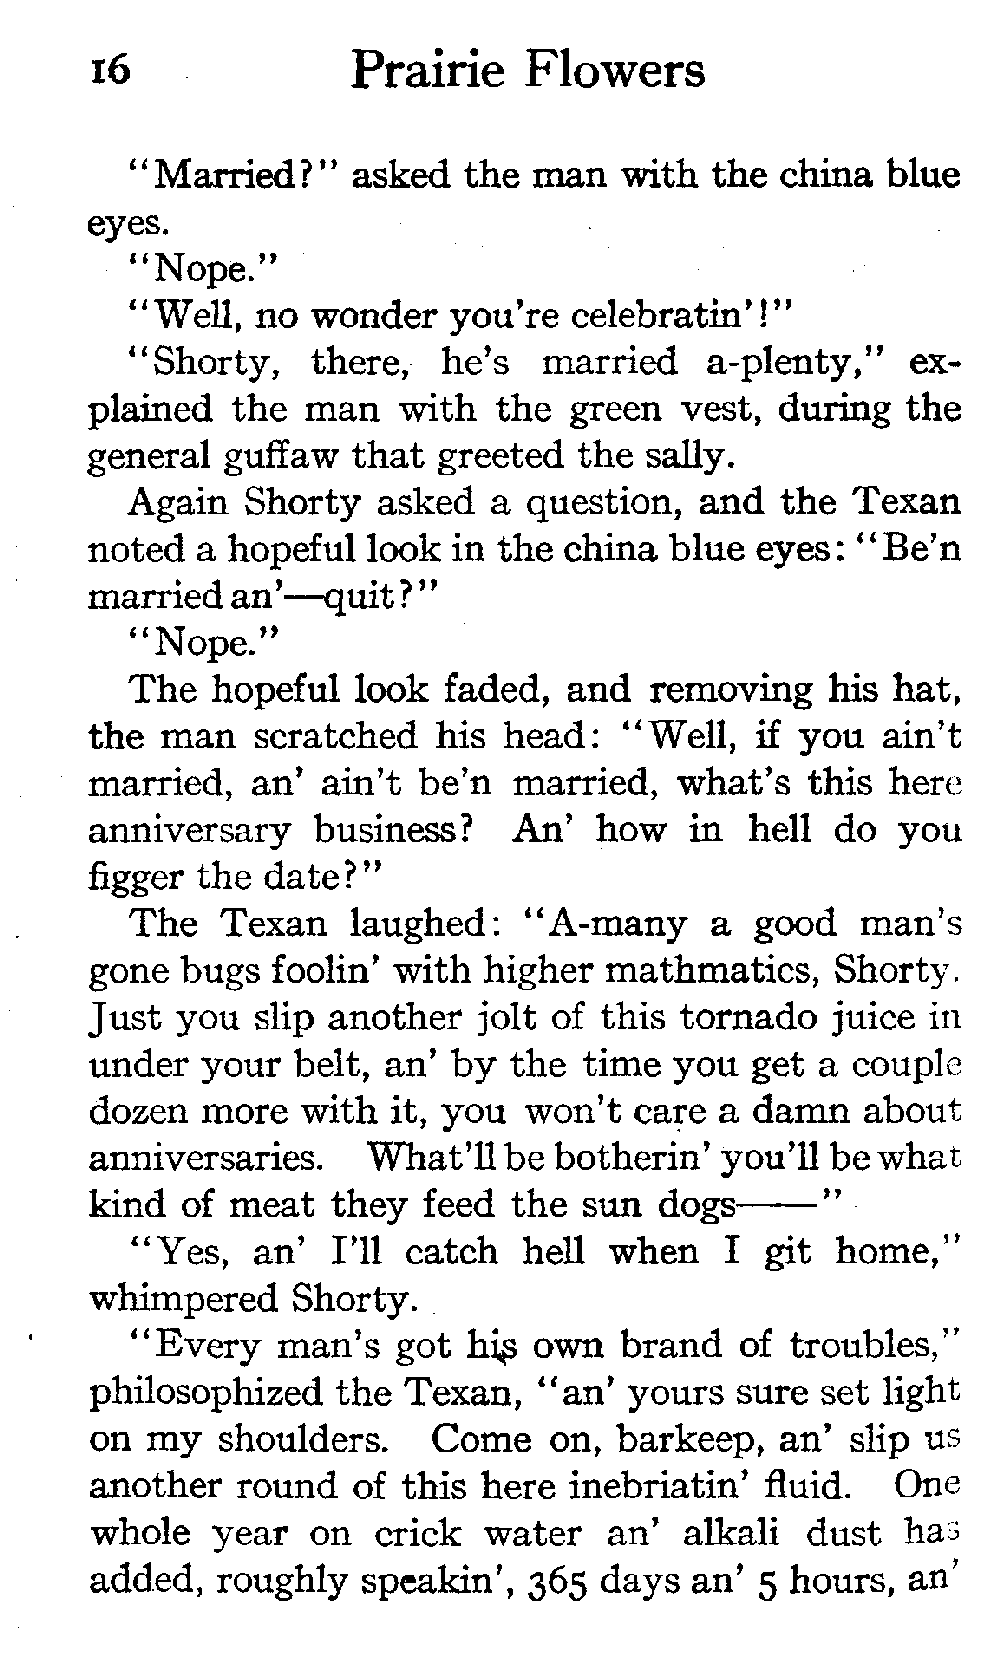 16 Prairie Flowers
"Married?" asked the man with the china blue
eyes.
"Nope."
"Well, no wonder you're celebratin'!"
"Shorty, there, he's married a-plenty," ex-
plained the man with the green vest, during the
general guffaw that greeted the sally.
Again Shorty asked a question, and the Texan
noted a hopeful look in the china blue eyes: "Be'n
married an'—quit?"
"Nope."
The hopeful look faded, and removing his hat,
the man scratched his head: "Well, if you ain't
married, an' ain't be'n married, what's this here
anniversary business? An' how in hell do you
figger the date?"
The Texan laughed: "A-many a good man's
gone bugs foolin' with higher mathmatics, Shorty.
Just you slip another jolt of this tornado juice in
under your belt, an' by the time you get a couple
dozen more with it, you won't care a damn about
anniversaries. What'll be botherin' you'll be what
kind of meat they feed the sun dogs——"
"Yes, an' I'll catch hell when I git home,"
whimpered Shorty.
"Every man's got his own brand of troubles,"
philosophized the Texan, "an' yours sure set light
on my shoulders. Come on, barkeep, an' slip us
another round of this here inebriatin' fluid. One
whole year on crick water an' alkali dust has
added, roughly speakin', 365 days an' 5 hours, an'